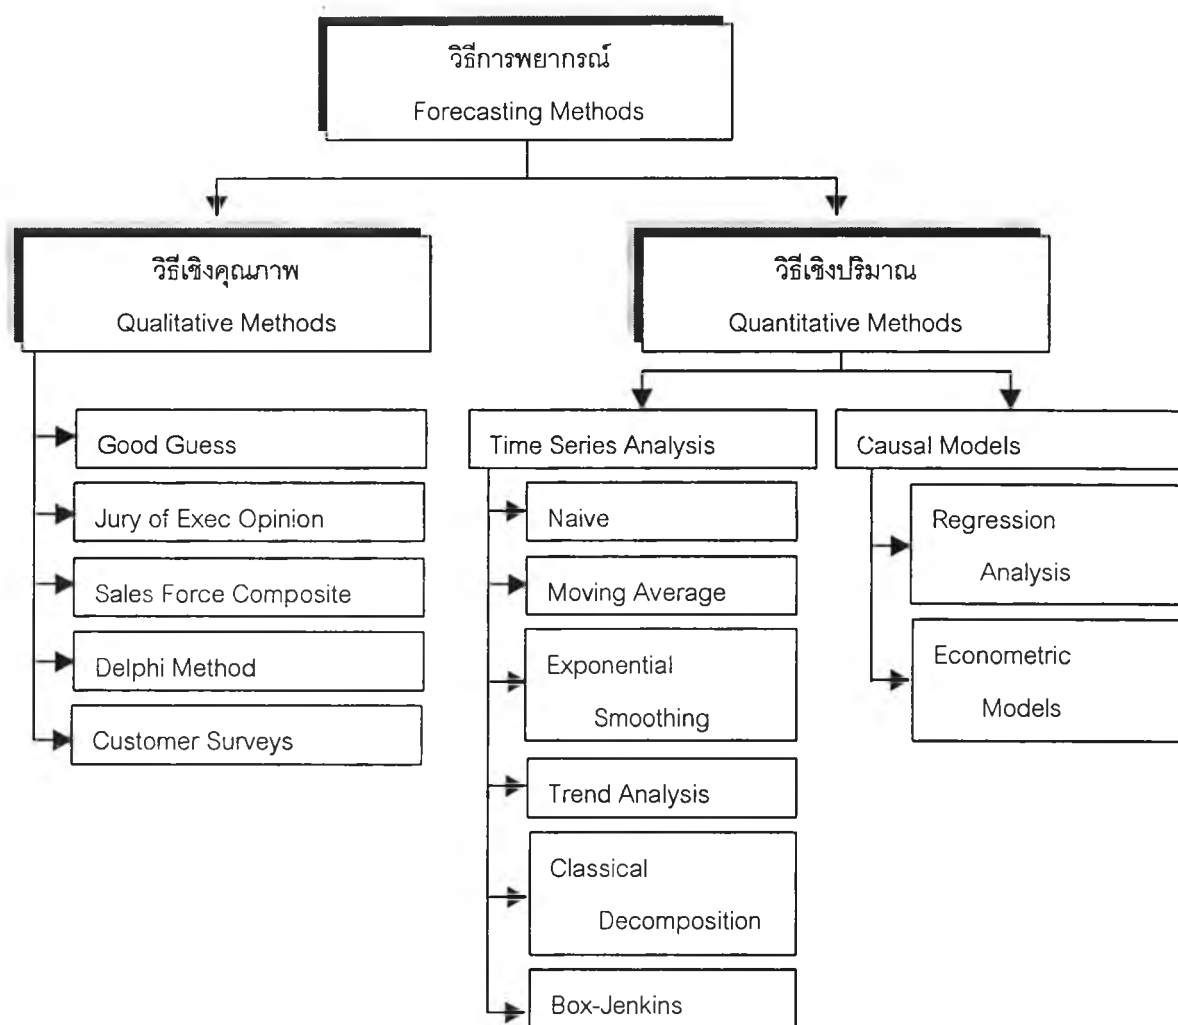 วิธีการพยากรณ์
Forecasting Methods
วิธีเชิงคุณภาพ
Qualitative Methods
Good Guess
Jury of Exec Opinion
Sales Force Composite
Delphi Method
Customer Surveys
วิธีเชิงปริมาณ
Quantitative Methods
Time Series Analysis
Naive
Moving Average
Exponential
Smoothing
Trend Analysis
Classical
Decomposition
Box-Jenkins
Causal Models
Regression
Analysis
Econometric
Models